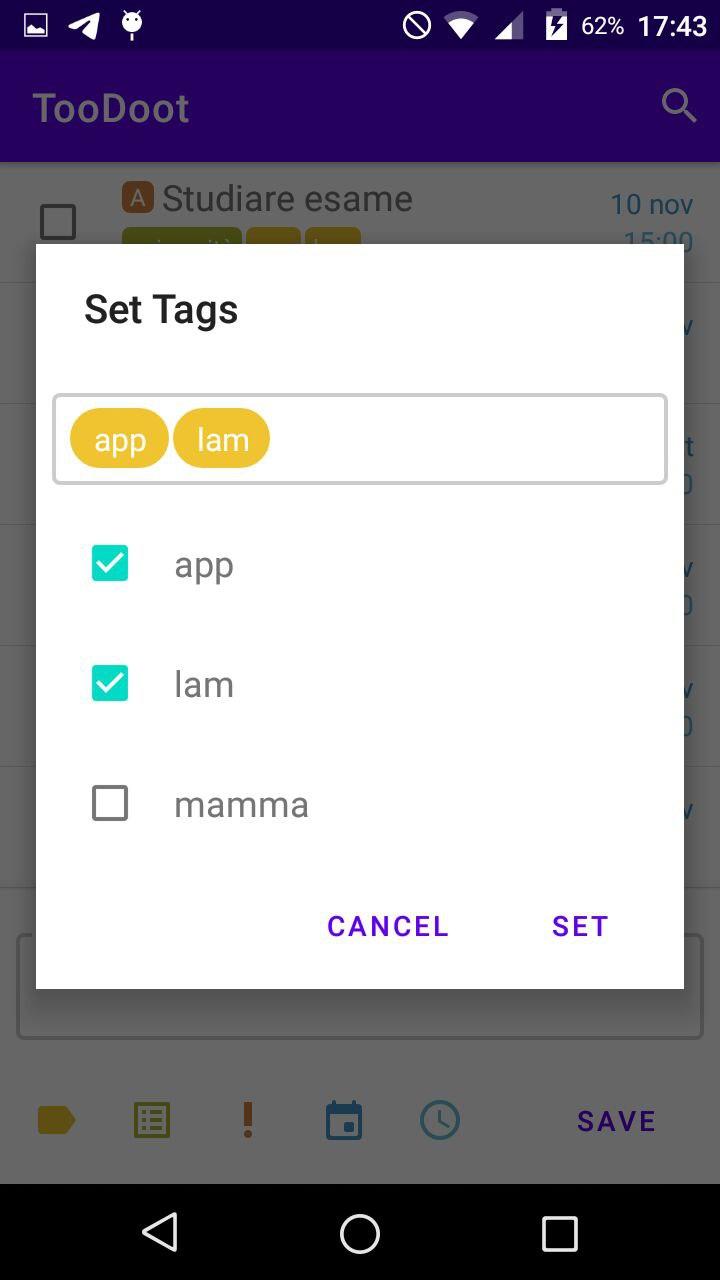 62% 17:43
TooDoot
A Studiare esame
10 nov
15:00
Set Tags
app lam
app
lam
mamma
CANCEL SET
SAVE